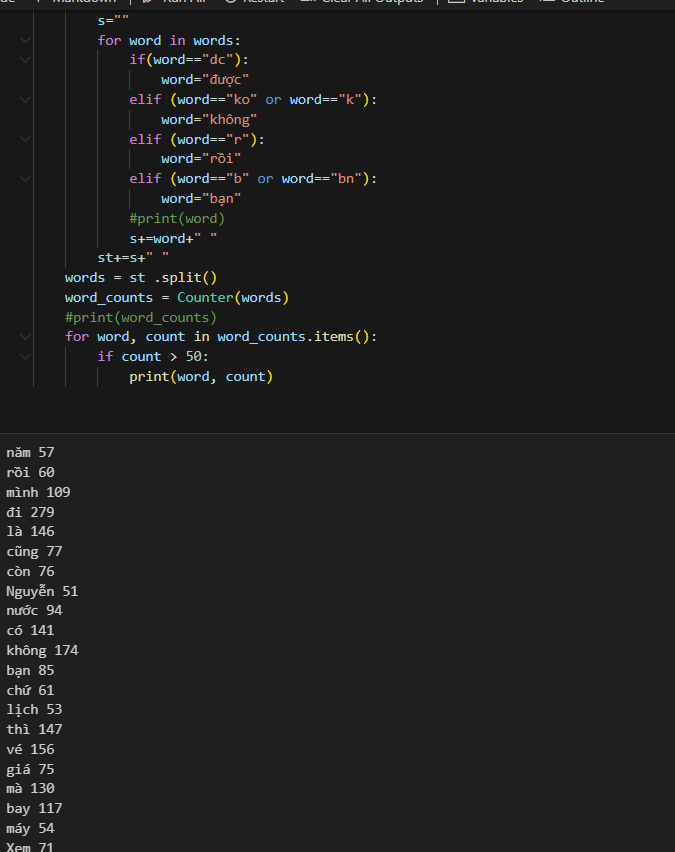 Markdown Run All Restart Clear All Outputs Variables Outline
s=""
for word in words:
if(word=="dc"):
word="được"
elif (word=="ko" or word=="k"):
word="không"
elif (word=="r"):
word="rồi"
elif (word=="b" or word=="bn"):
word="bạn"
#print(word)
s+=word+" "
st+=s+" "
words = st .split()
word_counts = Counter(words)
#print(word_counts)
for word, count in word_counts.items():
if count > 50:
print(word, count)
năm 57
rồi 60
mình 109
đi 279
là 146
cũng 77
còn 76
Nguyễn 51
nước 94
có 141
không 174
bạn 85
chứ 61
lịch 53
thì 147
vé 156
giá 75
mà 130
bay 117
máy 54
Xem 71